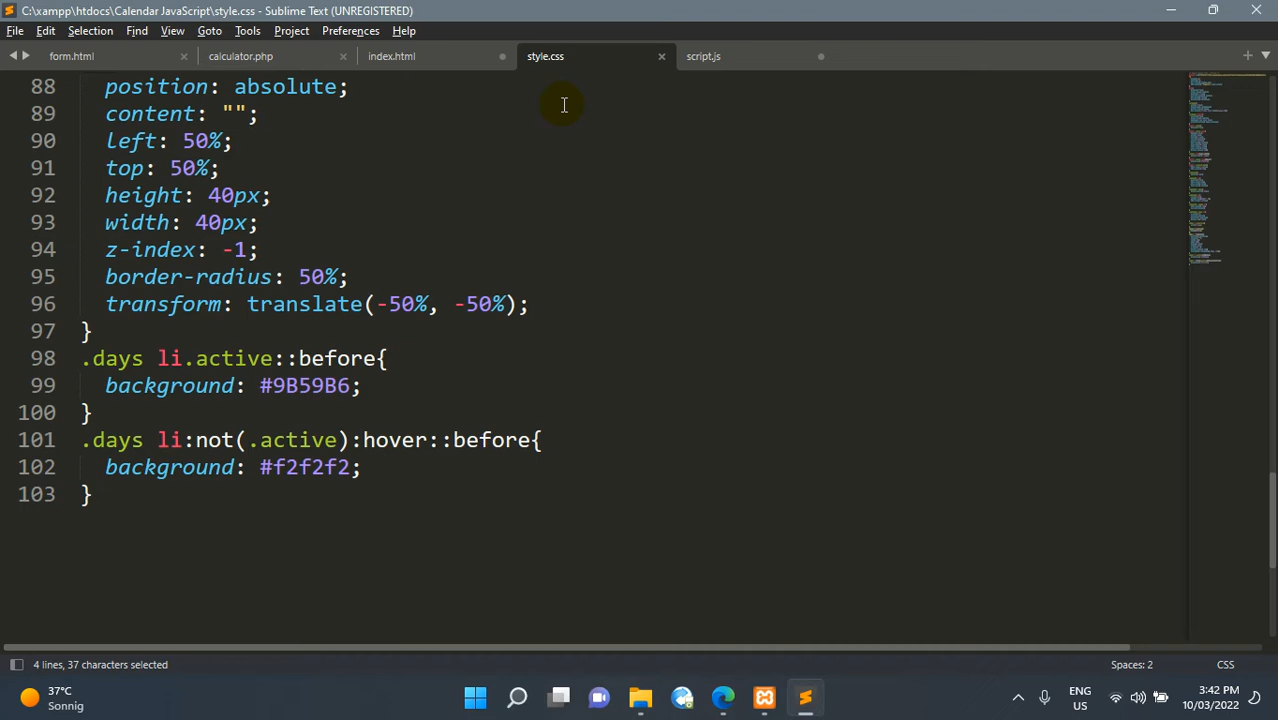 C:\xampp\htdocs\Calendar JavaScript\style.css - Sublime Text (UNREGISTERED)
File Edit Selection Find View Goto Tools Project Preferences Help
form.html calculator.php index.html style.css script.js
88 position: absolute;
89 content: "";
90 left: 50%;
91 top: 50%;
92 height: 40px;
93 width: 40px;
94 z-index: -1;
95 border-radius: 50%;
96 transform: translate(-50%, -50%);
97 }
98 .days li.active::before{
99 background: #9B59B6;
100 }
101 .days li:not(.active):hover::before{
102 background: #f2f2f2;
103 }
4 lines, 37 characters selected Spaces: 2 CSS
37°C
Sonnig
ENG
US
3:42 PM
10/03/2022